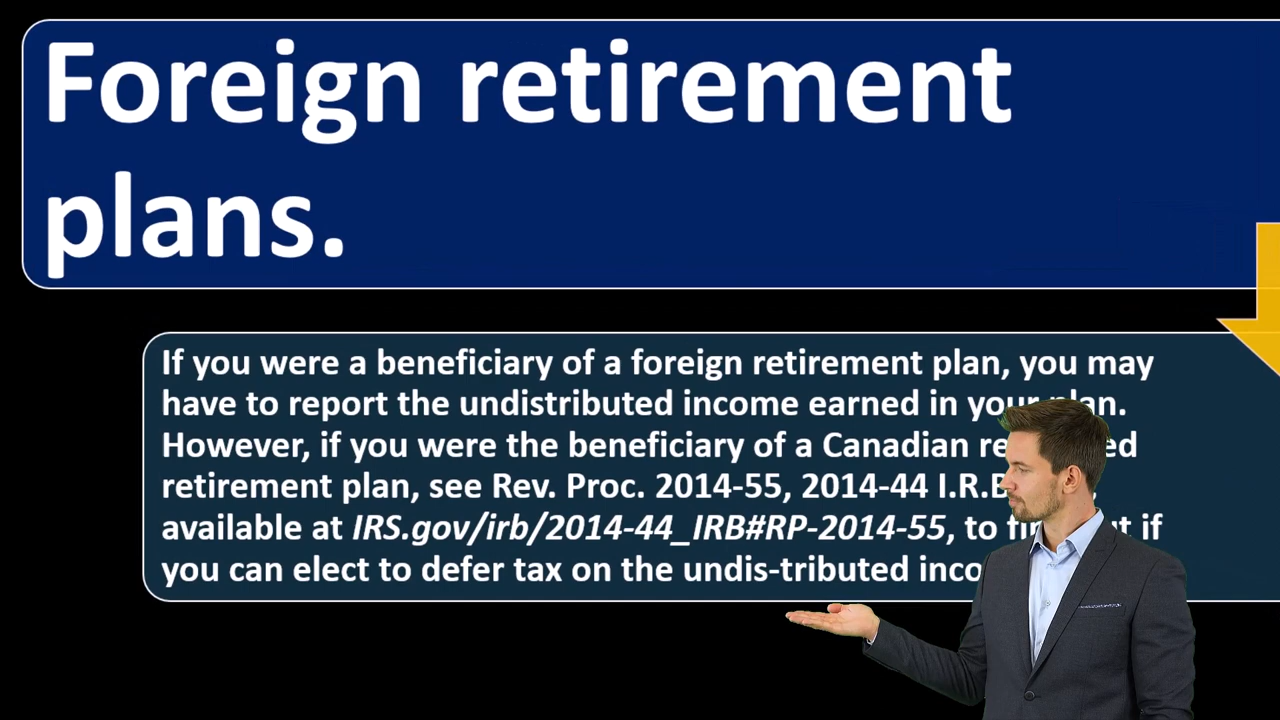 Foreign retirement
plans.
If you were a beneficiary of a foreign retirement plan, you may
have to report the undistributed income earned in your plan.
However, if you were the beneficiary of a Canadian
retirement plan, see Rev. Proc. 2014-55, 2014-44
available at IRS.gov/irb/2014-44_IRB#RP-2014-55, to if
you can elect to defer tax on the undis-tributed